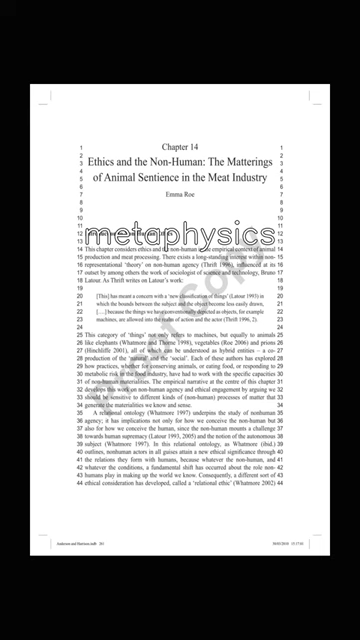 Chapter 14
Ethics and the Non-Human: The Matterings
of Animal Sentience in the Meat Industry
Emma Roe
metaphysics
This chapter considers ethics and the non-human in the empirical context of animal
production and meat processing. There exists a long-standing interest with non-
representational 'theory' on non-human agency (Thrift 1996), influenced at its
outset by among others the work of sociologist of science and technology, Bruno
Latour. As Thrift writes on Latour's work:
[This] has meant a concern with a 'new classification of things' (Latour 1993) in
which the bounds between the subject and the object become less easily drawn,
[….] because the things we have conventionally depicted as objects, for example
machines, are allowed into the realm of action and the actor (Thrift 1996, 2).
This category of 'things' not only refers to machines, but equally to animals
like elephants (Whatmore and Thorne 1998), vegetables (Roe 2006) and prions
(Hinchliffe 2001), all of which can be understood as hybrid entities – a co-
production of the 'natural' and the 'social'. Each of these authors has explored
how practices, whether for conserving animals, or eating food, or responding to
metabolic risk in the food industry, have had to work with the specific capacities
of non-human materialities. The empirical narrative at the centre of this chapter
develops this work on non-human agency and ethical engagement by arguing we
should be sensitive to different kinds of (non-human) processes of matter that
generate the materialities we know and sense.
A relational ontology (Whatmore 1997) underpins the study of nonhuman
agency; it has implications not only for how we conceive the non-human but
also for how we conceive the human, since the non-human mounts a challenge
towards human supremacy (Latour 1993, 2005) and the notion of the autonomous
subject (Whatmore 1997). In this relational ontology, as Whatmore (ibid.)
outlines, nonhuman actors in all guises attain a new ethical significance through
the relations they form with humans, because whatever the non-human, and
whatever the conditions, a fundamental shift has occurred about the role non-
humans play in making up the world we know. Consequently, a different sort of
ethical consideration has developed, called a 'relational ethic' (Whatmore 2002)